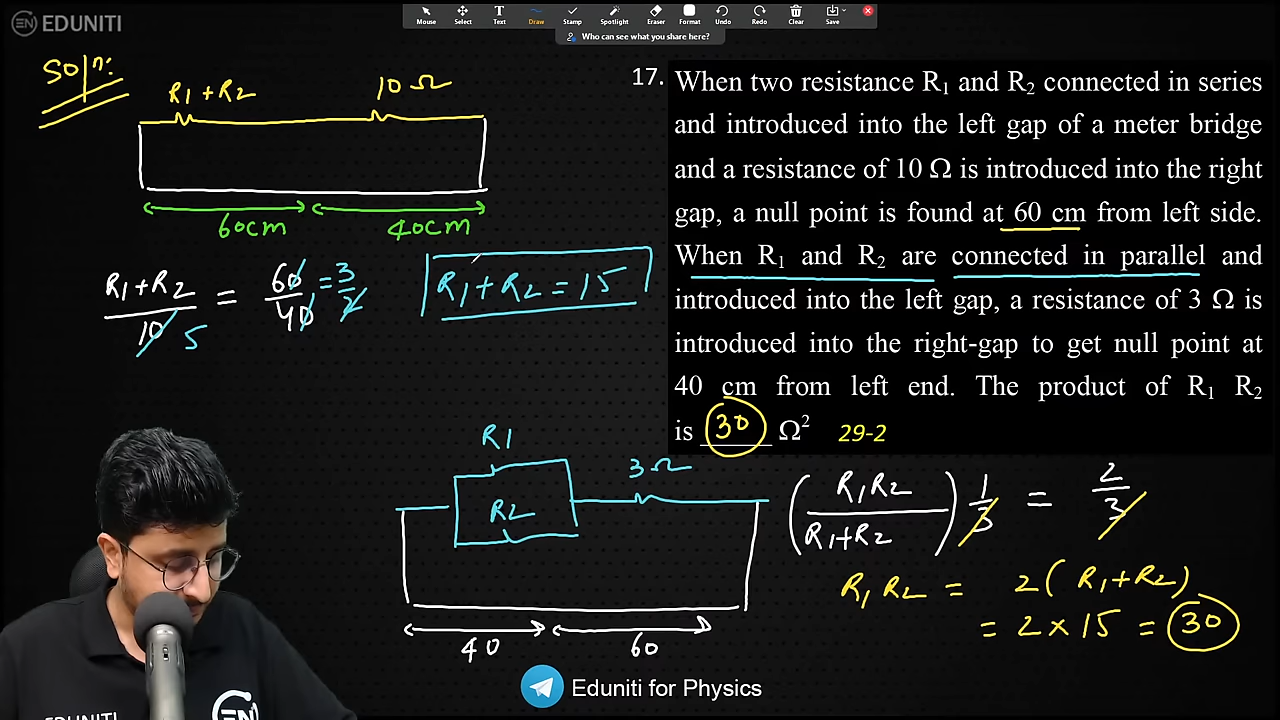 EDUNITI
Mouse Select Text Draw Stamp Spotlight Eraser Format Undo Redo Clear Save
Who can see what you share here?
Soln:
R1+R2 10 Ω
60cm 40cm
R1+R2 / 10 5 = 60/40 = 3/2
R1+R2 = 15
17. When two resistance R₁ and R₂ connected in series
and introduced into the left gap of a meter bridge
and a resistance of 10 Ω is introduced into the right
gap, a null point is found at 60 cm from left side.
When R₁ and R₂ are connected in parallel and
introduced into the left gap, a resistance of 3 Ω is
introduced into the right-gap to get null point at
40 cm from left end. The product of R₁ R₂
is 30 Ω² 29-2
R1
R2
3Ω
40 60
(R1R2 / R1+R2) 1/3 = 2/3
R1 R2 = 2(R1+R2)
= 2 × 15 = 30
Eduniti for Physics
EDUNITI
EN